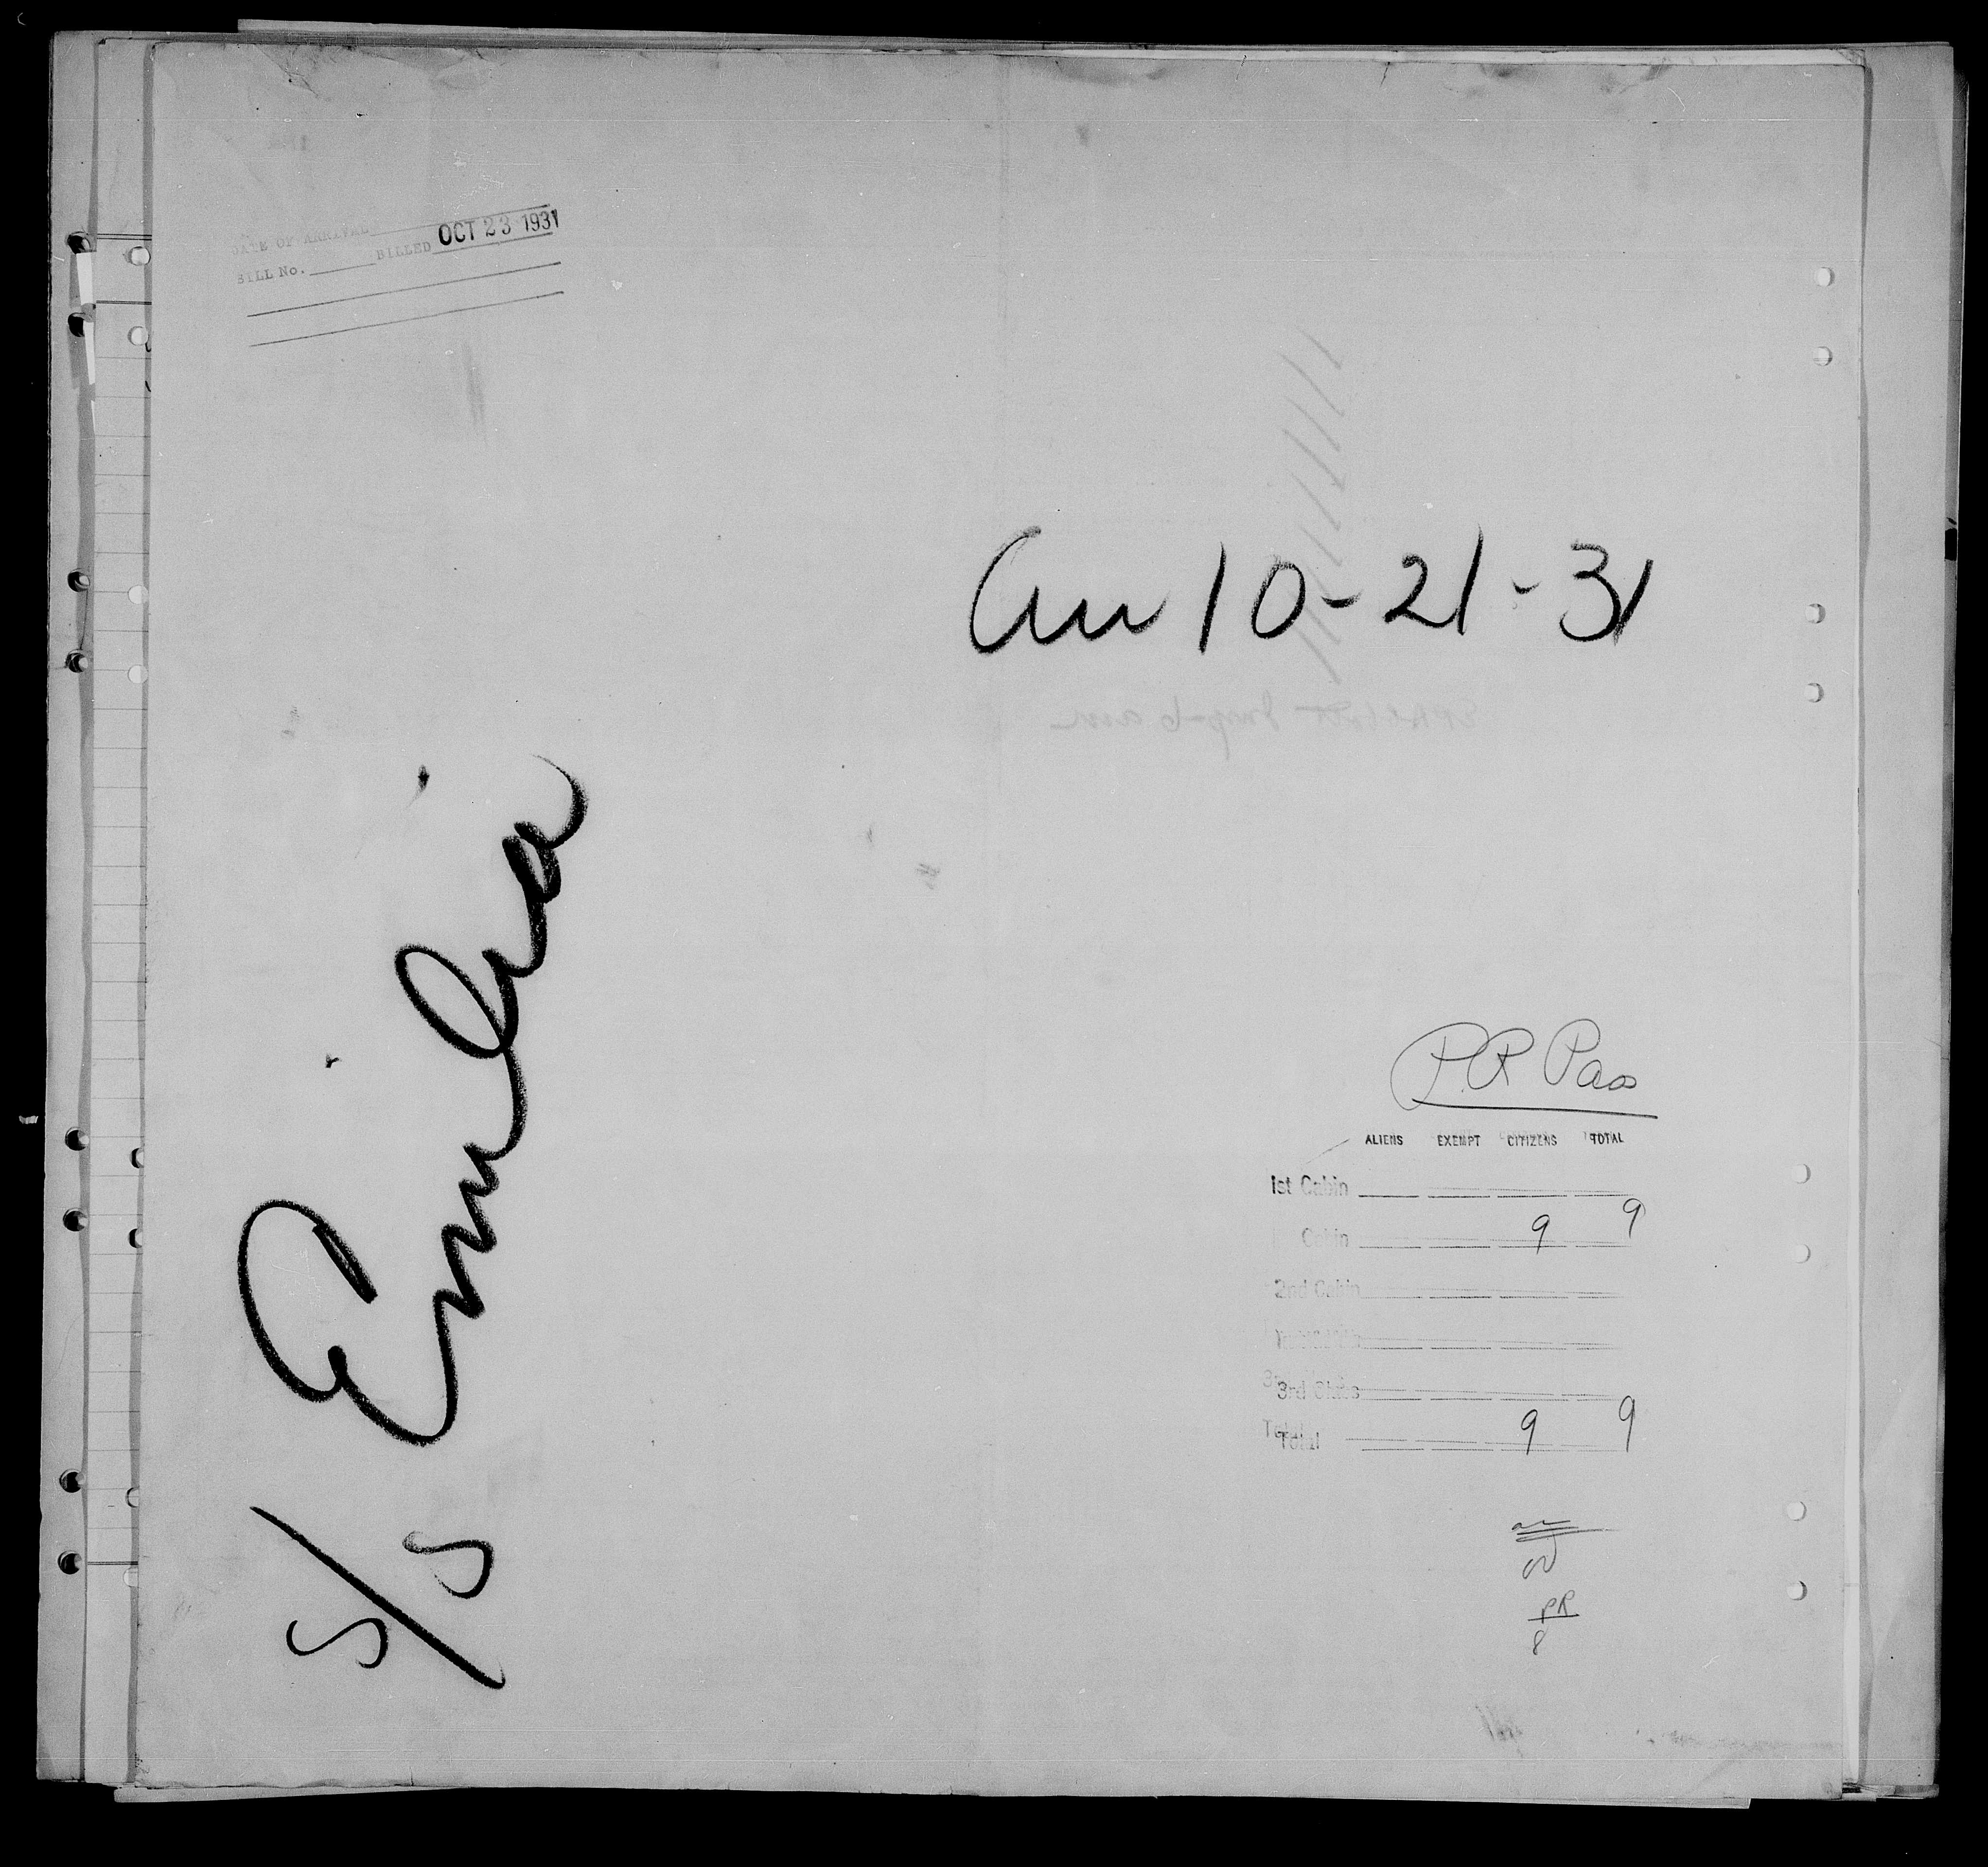 DATE OF ARRIVAL
BILL No. BILLED OCT 23 1931
Arr 10-21-31
S/S Emilia
P.R Pass
ALIENS EXEMPT CITIZENS TOTAL
1st Cabin
Cabin 9 9
2nd Cabin
3rd Class
Total 9 9
PR
8